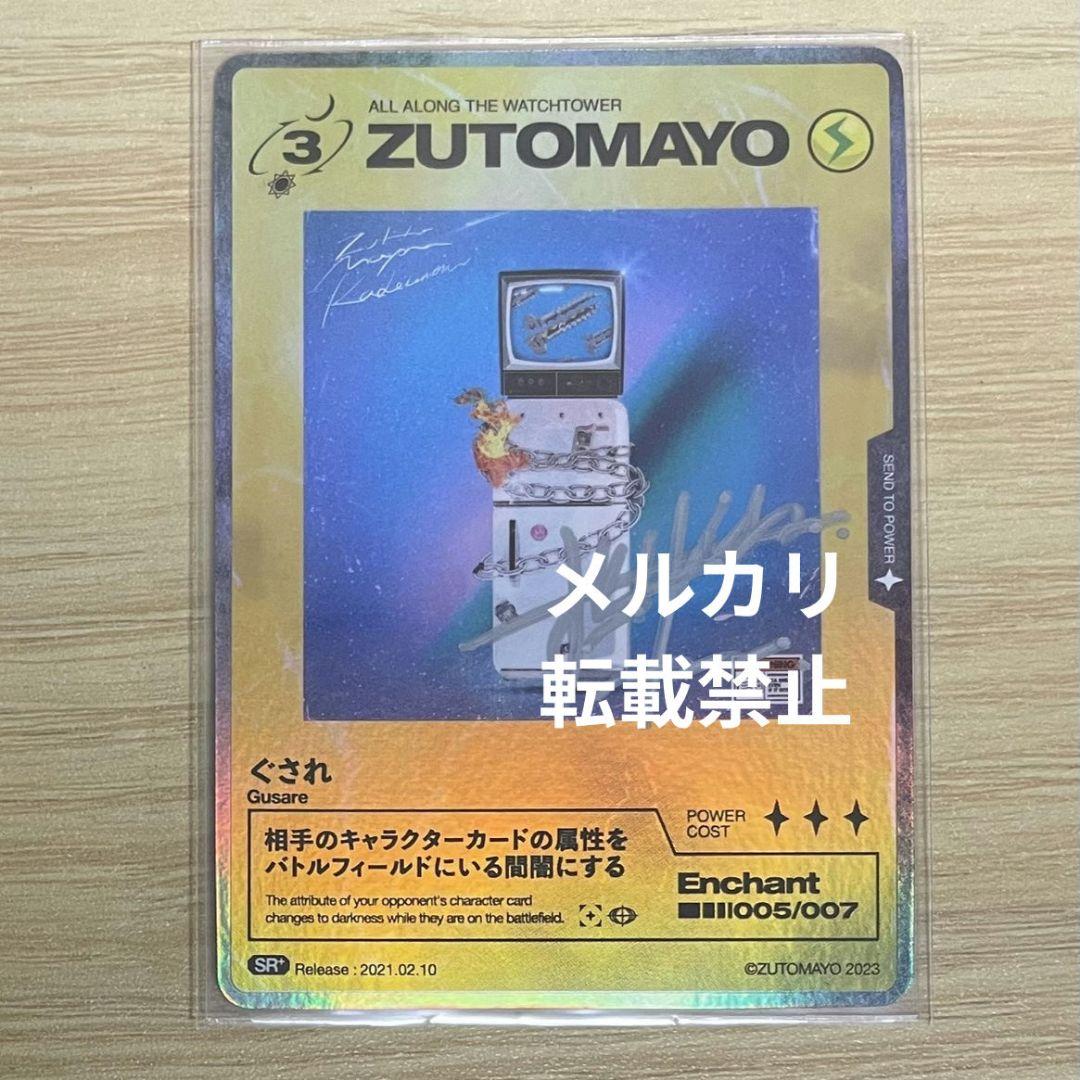 ALL ALONG THE WATCHTOWER
3 ZUTOMAYO
SEND TO POWER
メルカリ
転載禁止
ぐされ
Gusare
相手のキャラクターカードの属性を
バトルフィールドにいる間闇にする
The attribute of your opponent's character card
changes to darkness while they are on the battlefield.
POWER
COST
Enchant
005/007
SR+ Release : 2021.02.10
©ZUTOMAYO 2023